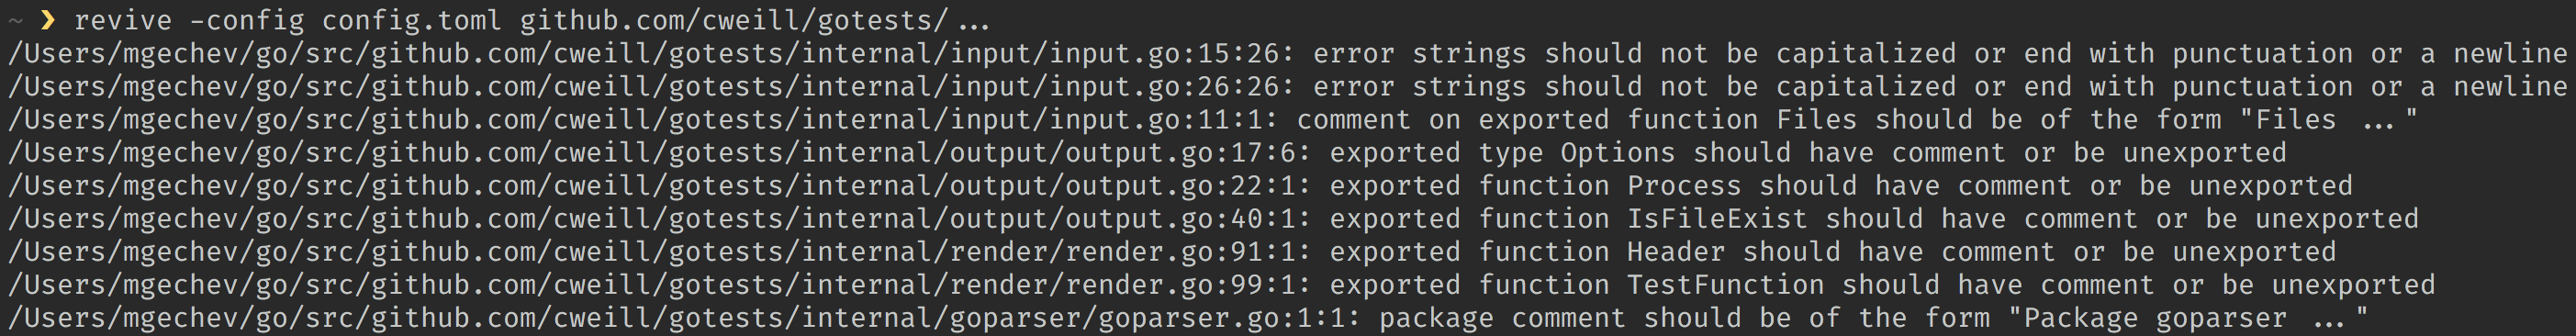 ~ ❯ revive -config config.toml github.com/cweill/gotests/...
/Users/mgechev/go/src/github.com/cweill/gotests/internal/input/input.go:15:26: error strings should not be capitalized or end with punctuation or a newline
/Users/mgechev/go/src/github.com/cweill/gotests/internal/input/input.go:26:26: error strings should not be capitalized or end with punctuation or a newline
/Users/mgechev/go/src/github.com/cweill/gotests/internal/input/input.go:11:1: comment on exported function Files should be of the form "Files ..."
/Users/mgechev/go/src/github.com/cweill/gotests/internal/output/output.go:17:6: exported type Options should have comment or be unexported
/Users/mgechev/go/src/github.com/cweill/gotests/internal/output/output.go:22:1: exported function Process should have comment or be unexported
/Users/mgechev/go/src/github.com/cweill/gotests/internal/output/output.go:40:1: exported function IsFileExist should have comment or be unexported
/Users/mgechev/go/src/github.com/cweill/gotests/internal/render/render.go:91:1: exported function Header should have comment or be unexported
/Users/mgechev/go/src/github.com/cweill/gotests/internal/render/render.go:99:1: exported function TestFunction should have comment or be unexported
/Users/mgechev/go/src/github.com/cweill/gotests/internal/goparser/goparser.go:1:1: package comment should be of the form "Package goparser ..."